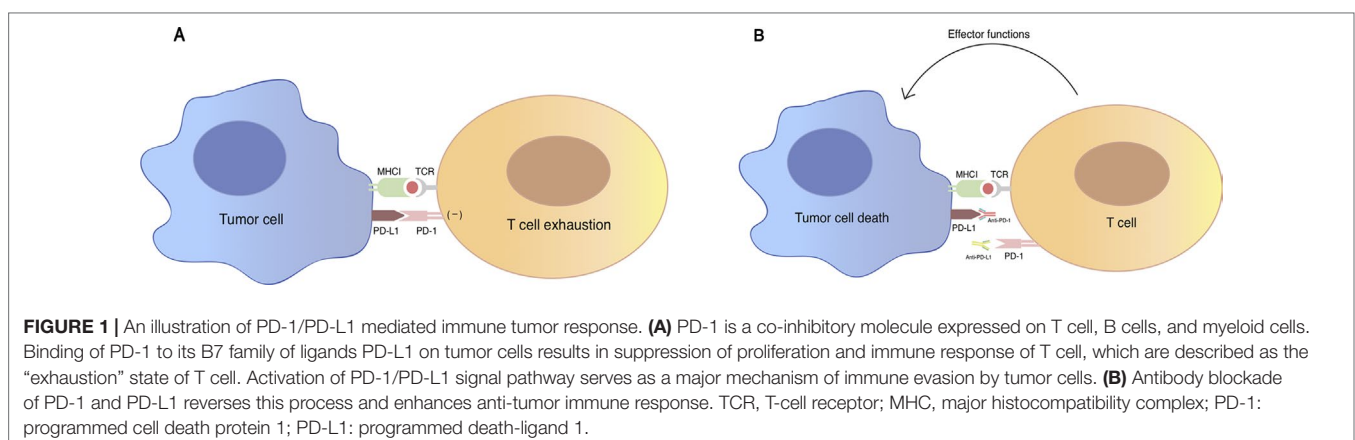 A
B
Effector functions
MHCI TCR
Tumor cell
(−)
T cell exhaustion
PD-L1 PD-1
MHCI TCR
Tumor cell death
Anti-PD-1
T cell
PD-L1
Anti-PD-L1 PD-1
FIGURE 1 | An illustration of PD-1/PD-L1 mediated immune tumor response. (A) PD-1 is a co-inhibitory molecule expressed on T cell, B cells, and myeloid cells.
Binding of PD-1 to its B7 family of ligands PD-L1 on tumor cells results in suppression of proliferation and immune response of T cell, which are described as the
“exhaustion” state of T cell. Activation of PD-1/PD-L1 signal pathway serves as a major mechanism of immune evasion by tumor cells. (B) Antibody blockade
of PD-1 and PD-L1 reverses this process and enhances anti-tumor immune response. TCR, T-cell receptor; MHC, major histocompatibility complex; PD-1:
programmed cell death protein 1; PD-L1: programmed death-ligand 1.